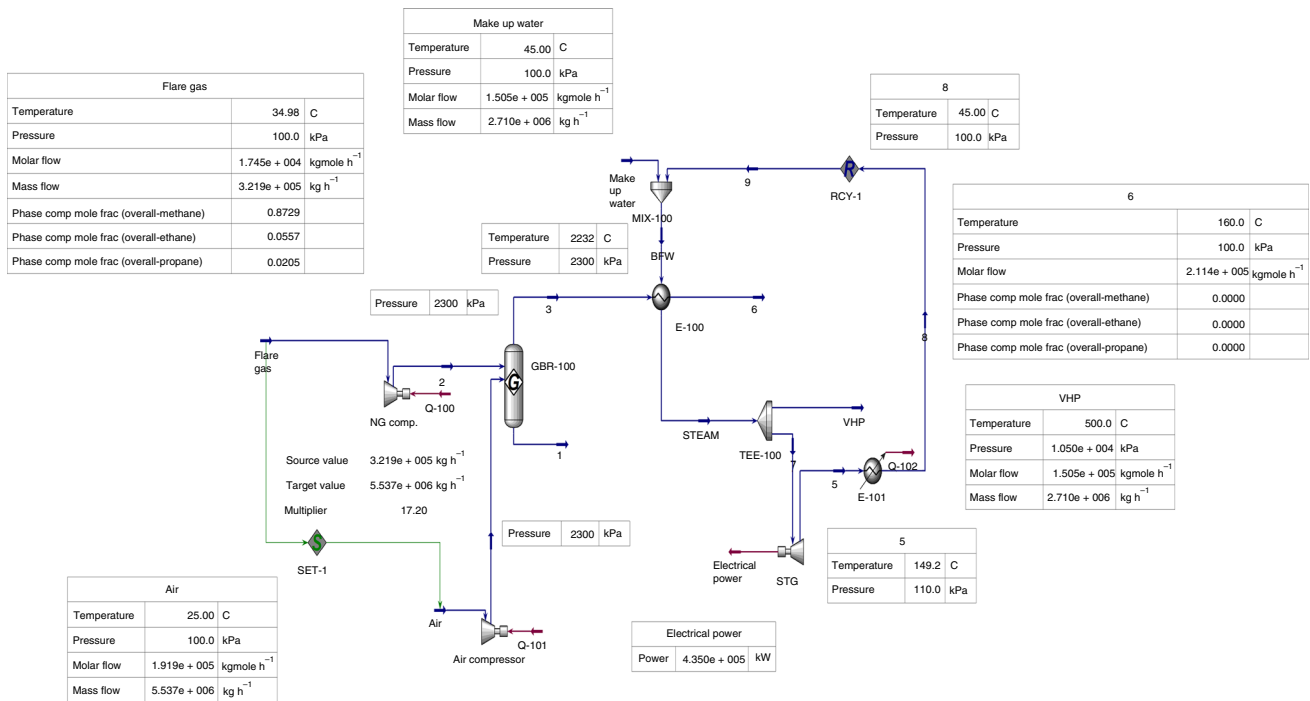 Make up water
Temperature 45.00 C
Pressure 100.0 kPa
Molar flow 1.505e + 005 kgmole h⁻¹
Mass flow 2.710e + 006 kg h⁻¹
Flare gas
Temperature 34.98 C
Pressure 100.0 kPa
Molar flow 1.745e + 004 kgmole h⁻¹
Mass flow 3.219e + 005 kg h⁻¹
Phase comp mole frac (overall-methane) 0.8729
Phase comp mole frac (overall-ethane) 0.0557
Phase comp mole frac (overall-propane) 0.0205
8
Temperature 45.00 C
Pressure 100.0 kPa
Make
up
water
MIX-100
9
RCY-1
BFW
Temperature 2232 C
Pressure 2300 kPa
6
Temperature 160.0 C
Pressure 100.0 kPa
Molar flow 2.114e + 005 kgmole h⁻¹
Phase comp mole frac (overall-methane) 0.0000
Phase comp mole frac (overall-ethane) 0.0000
Phase comp mole frac (overall-propane) 0.0000
Pressure 2300 kPa
3
E-100
6
8
Flare
gas
2
Q-100
NG comp.
G
GBR-100
1
STEAM
TEE-100
VHP
7
5
Q-102
E-101
VHP
Temperature 500.0 C
Pressure 1.050e + 004 kPa
Molar flow 1.505e + 005 kgmole h⁻¹
Mass flow 2.710e + 006 kg h⁻¹
Source value 3.219e + 005 kg h⁻¹
Target value 5.537e + 006 kg h⁻¹
Multiplier 17.20
S
SET-1
Pressure 2300 kPa
Electrical
power
STG
5
Temperature 149.2 C
Pressure 110.0 kPa
Air
Temperature 25.00 C
Pressure 100.0 kPa
Molar flow 1.919e + 005 kgmole h⁻¹
Mass flow 5.537e + 006 kg h⁻¹
Air
Q-101
Air compressor
Electrical power
Power 4.350e + 005 kW
R